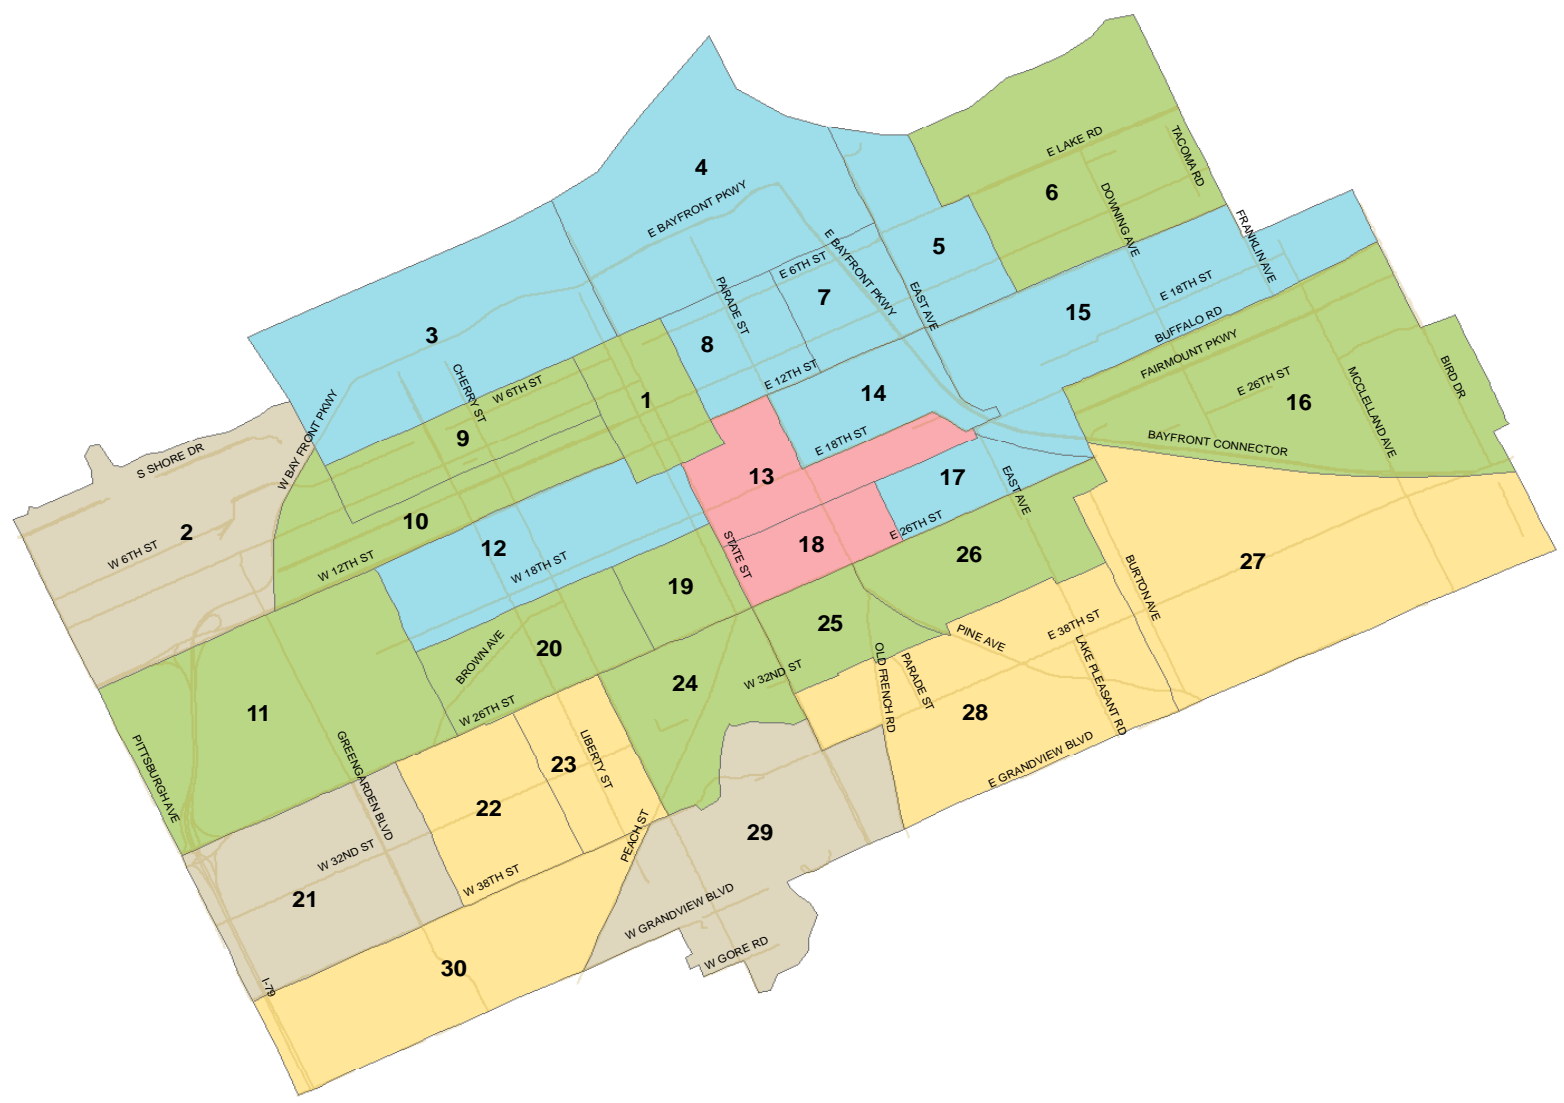 4
E LAKE RD
TACOMA RD
6
DOWNING AVE
E BAYFRONT PKWY
FRANKLIN AVE
5
E BAYFRONT PKWY
E 6TH ST
7
EAST AVE
PARADE ST
E 18TH ST
15
BUFFALO RD
3
8
FAIRMOUNT PKWY
CHERRY ST
W 6TH ST
E 12TH ST
E 26TH ST
MCCLELLAND AVE
BIRD DR
W BAY FRONT PKWY
1
14
16
9
E 18TH ST
BAYFRONT CONNECTOR
S SHORE DR
13
17
EAST AVE
2
10
W 6TH ST
W 12TH ST
12
W 18TH ST
STATE ST
18
E 26TH ST
26
27
19
BURTON AVE
25
20
BROWN AVE
PINE AVE
E 38TH ST
OLD FRENCH RD
PARADE ST
LAKE PLEASANT RD
24
W 32ND ST
11
W 26TH ST
28
PITTSBURGH AVE
GREENGARDEN BLVD
23
LIBERTY ST
E GRANDVIEW BLVD
22
PEACH ST
29
W 32ND ST
W 38TH ST
21
W GRANDVIEW BLVD
W GORE RD
30
I-79